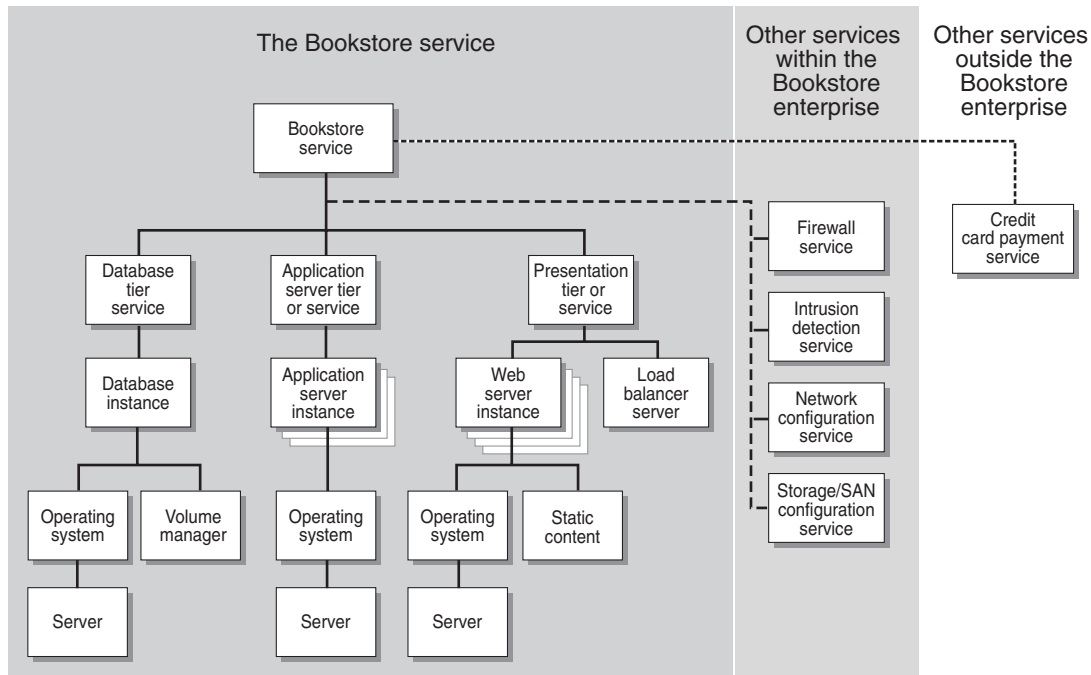 The Bookstore service
Other services
within the
Bookstore
enterprise
Other services
outside the
Bookstore
enterprise
Bookstore
service
Firewall
service
Credit
card payment
service
Database
tier
service
Application
server tier
or service
Presentation
tier or
service
Intrusion
detection
service
Database
instance
Application
server
instance
Web
server
instance
Load
balancer
server
Network
configuration
service
Operating
system
Volume
manager
Operating
system
Operating
system
Static
content
Storage/SAN
configuration
service
Server
Server
Server